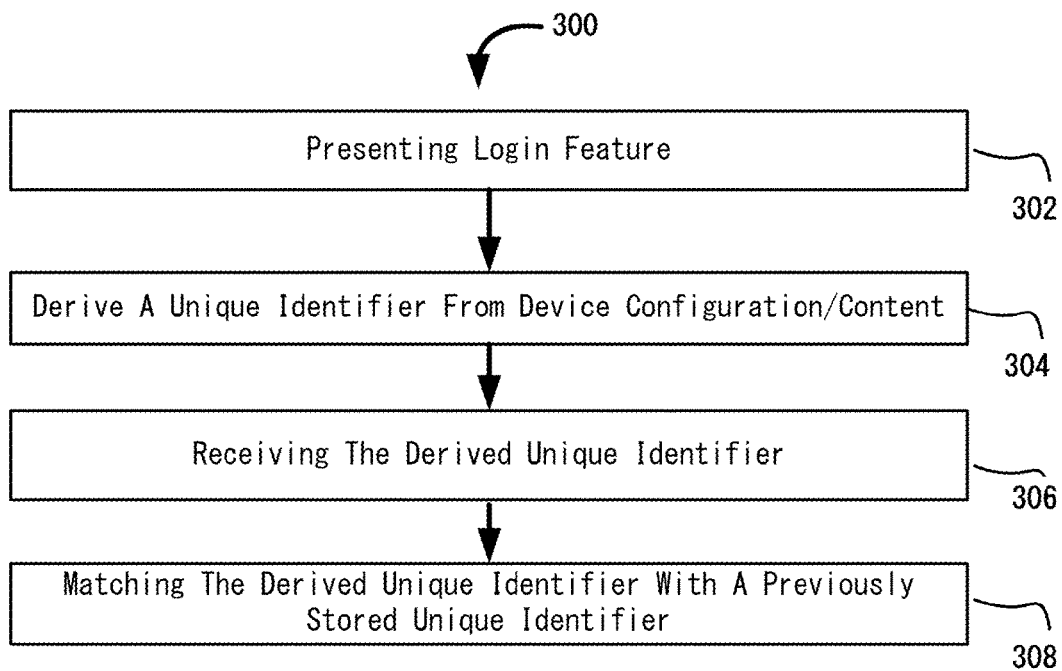 300
Presenting Login Feature
302
Derive A Unique Identifier From Device Configuration/Content
304
Receiving The Derived Unique Identifier
306
Matching The Derived Unique Identifier With A Previously
Stored Unique Identifier
308